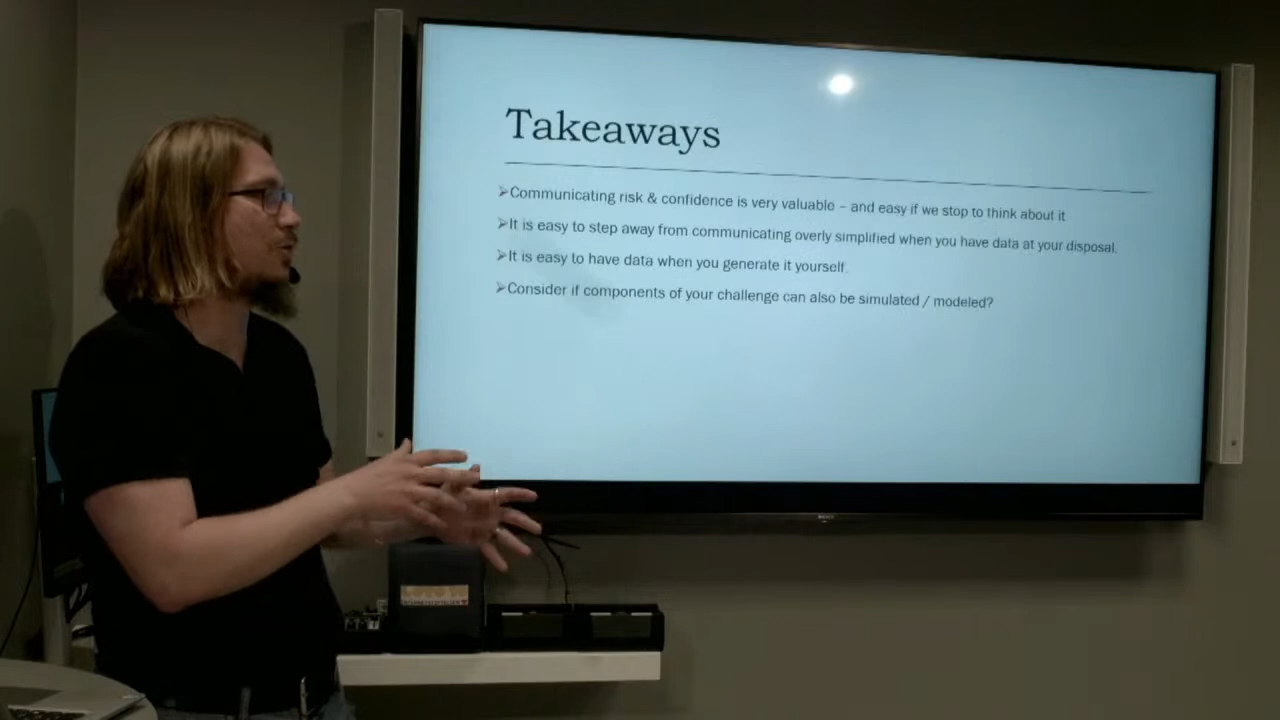 Takeaways
➢Communicating risk & confidence is very valuable – and easy if we stop to think about it
➢It is easy to step away from communicating overly simplified when you have data at your disposal.
➢It is easy to have data when you generate it yourself.
➢Consider if components of your challenge can also be simulated / modeled?